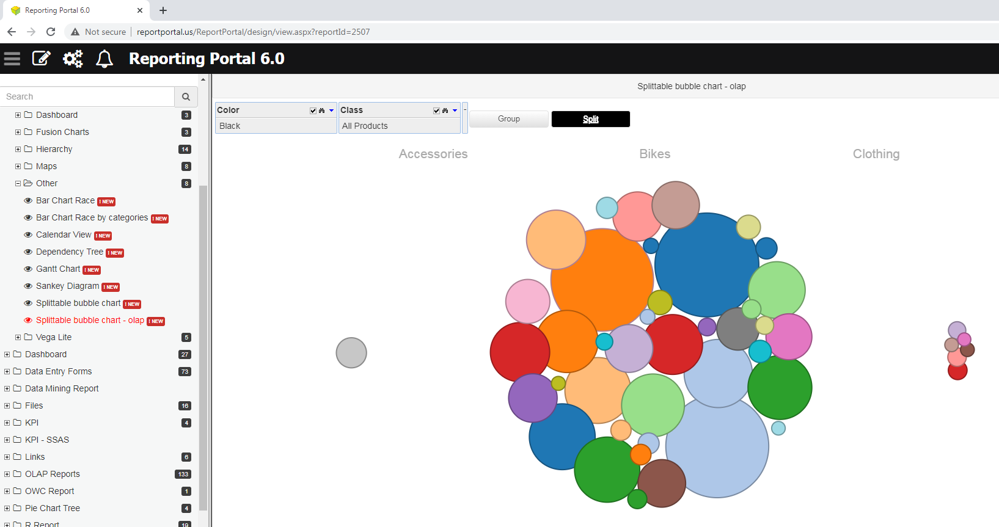 Reporting Portal 6.0
Not secure reportportal.us/ReportPortal/design/view.aspx?reportId=2507
Reporting Portal 6.0
Search
Dashboard 3
Fusion Charts 3
Hierarchy 14
Maps 8
Other 8
Bar Chart Race ! NEW
Bar Chart Race by categories ! NEW
Calendar View ! NEW
Dependency Tree ! NEW
Gantt Chart ! NEW
Sankey Diagram ! NEW
Splittable bubble chart ! NEW
Splittable bubble chart - olap ! NEW
Vega Lite 5
Dashboard 27
Data Entry Forms 73
Data Mining Report
Files 16
KPI 4
KPI - SSAS
Links 6
OLAP Reports 133
OWC Report 1
Pie Chart Tree 4
R Report 19
Splittable bubble chart - olap
Color Class -
Black All Products
Group Split
Accessories Bikes Clothing